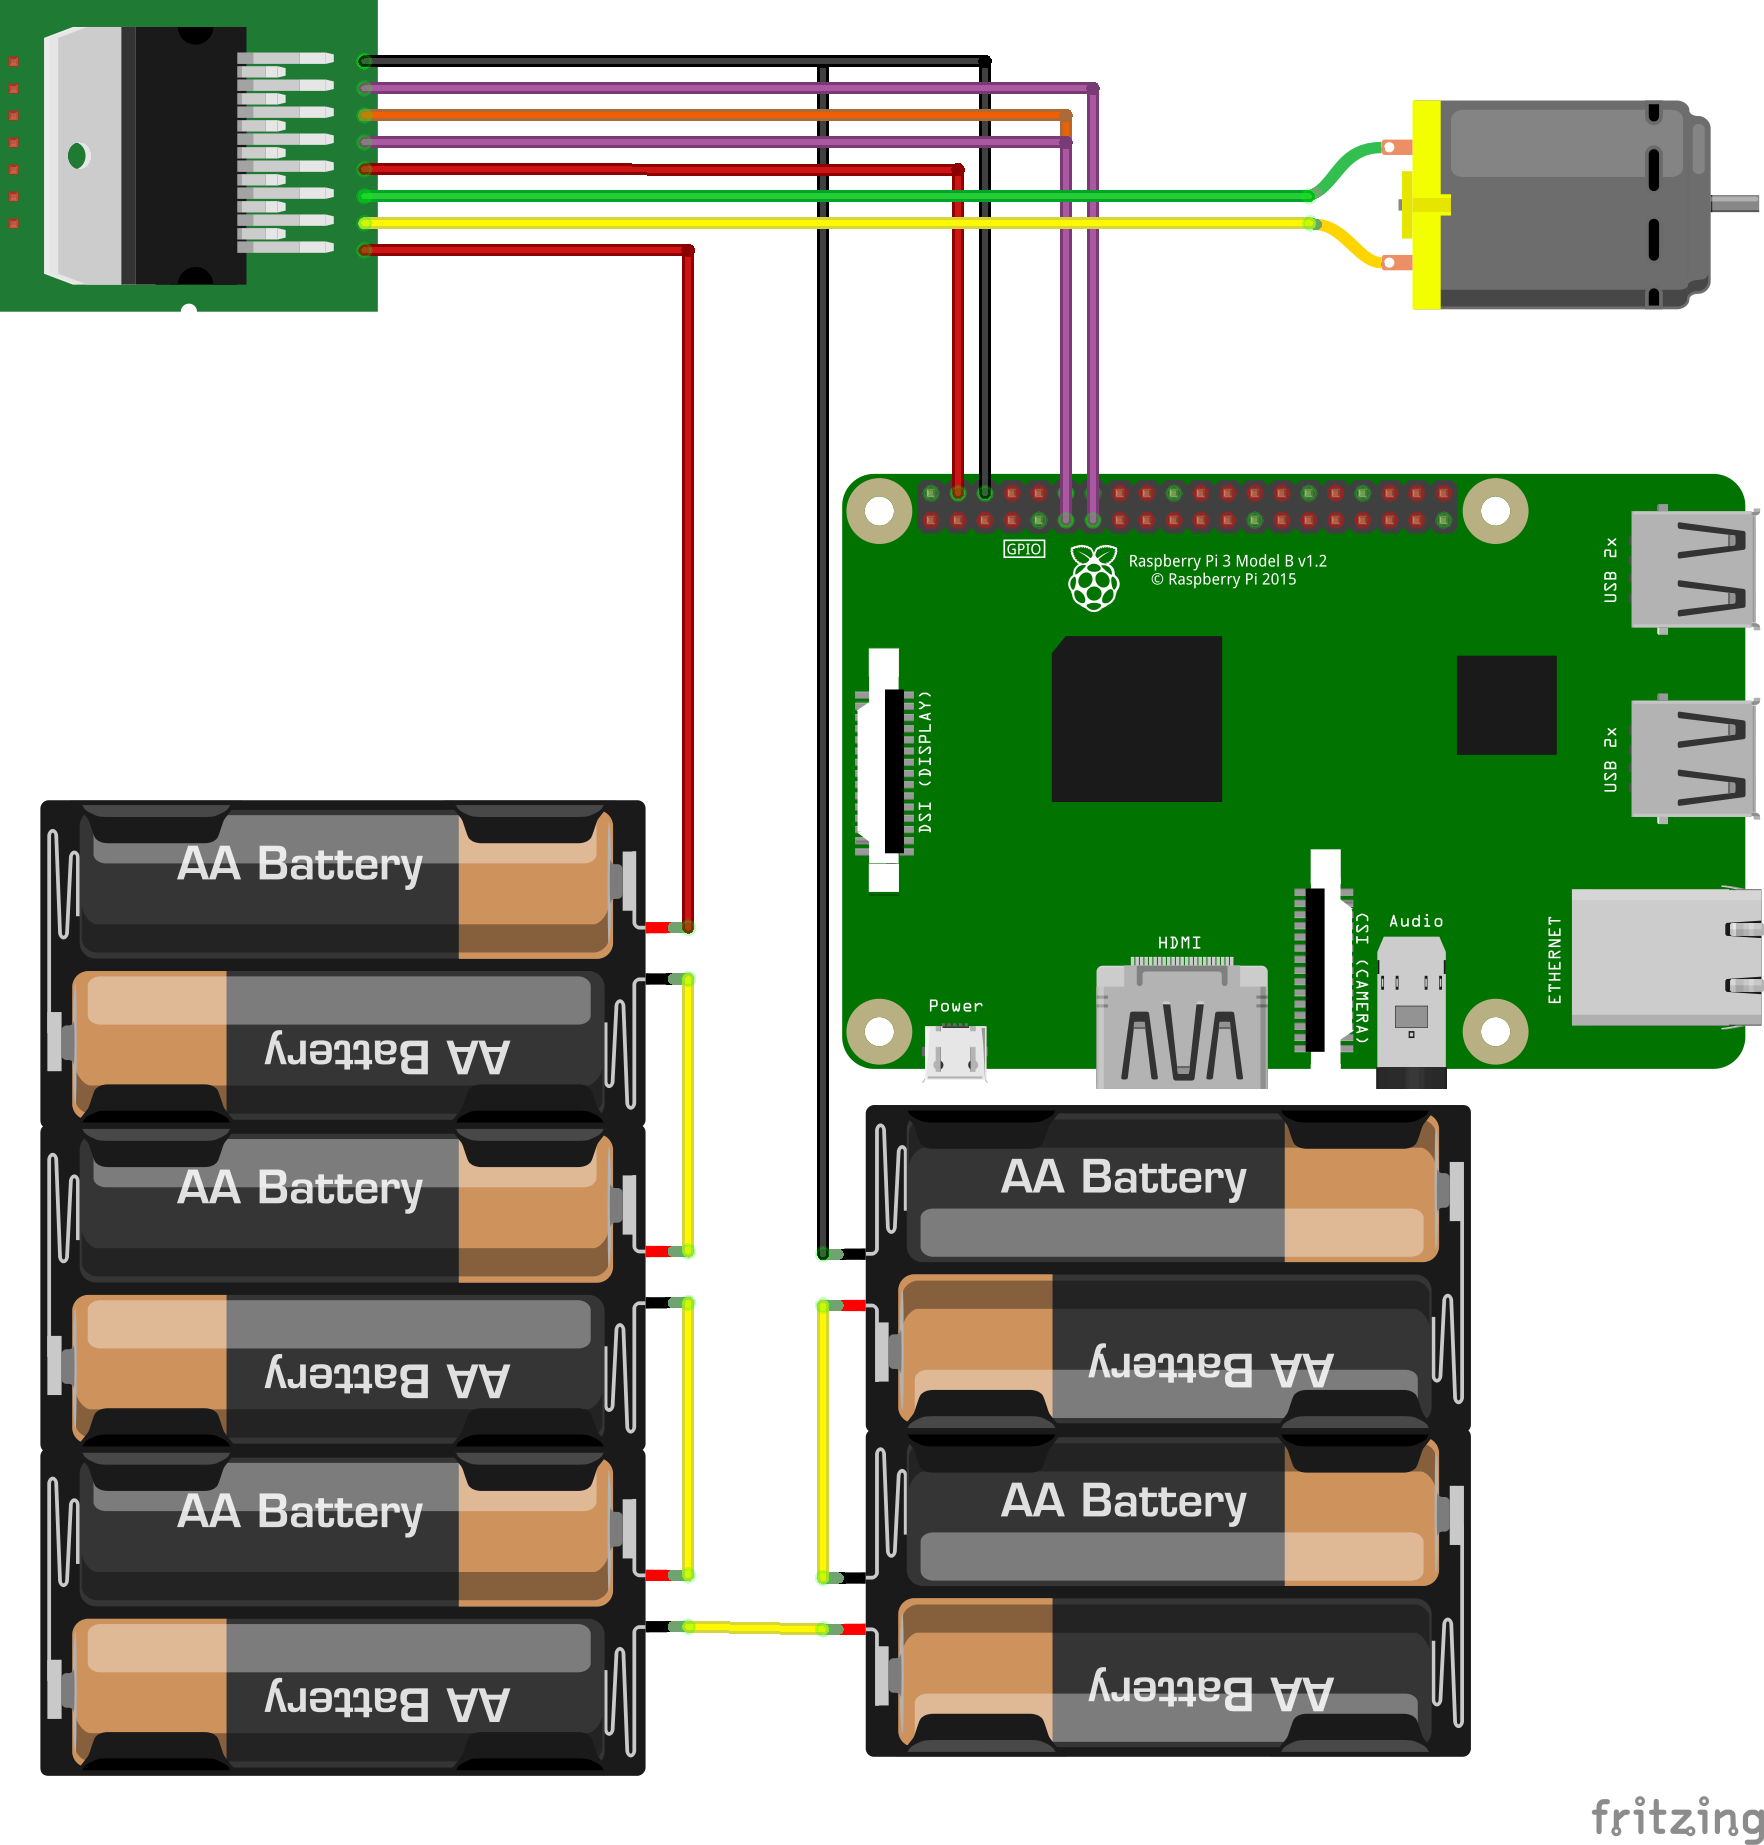 GPIO
Raspberry Pi 3 Model B v1.2
© Raspberry Pi 2015
USB 2x
USB 2x
DSI (DISPLAY)
AA Battery
AA Battery
AA Battery
AA Battery
AA Battery
AA Battery
Power
HDMI
CSI (CAMERA)
Audio
ETHERNET
AA Battery
AA Battery
AA Battery
AA Battery
fritzing